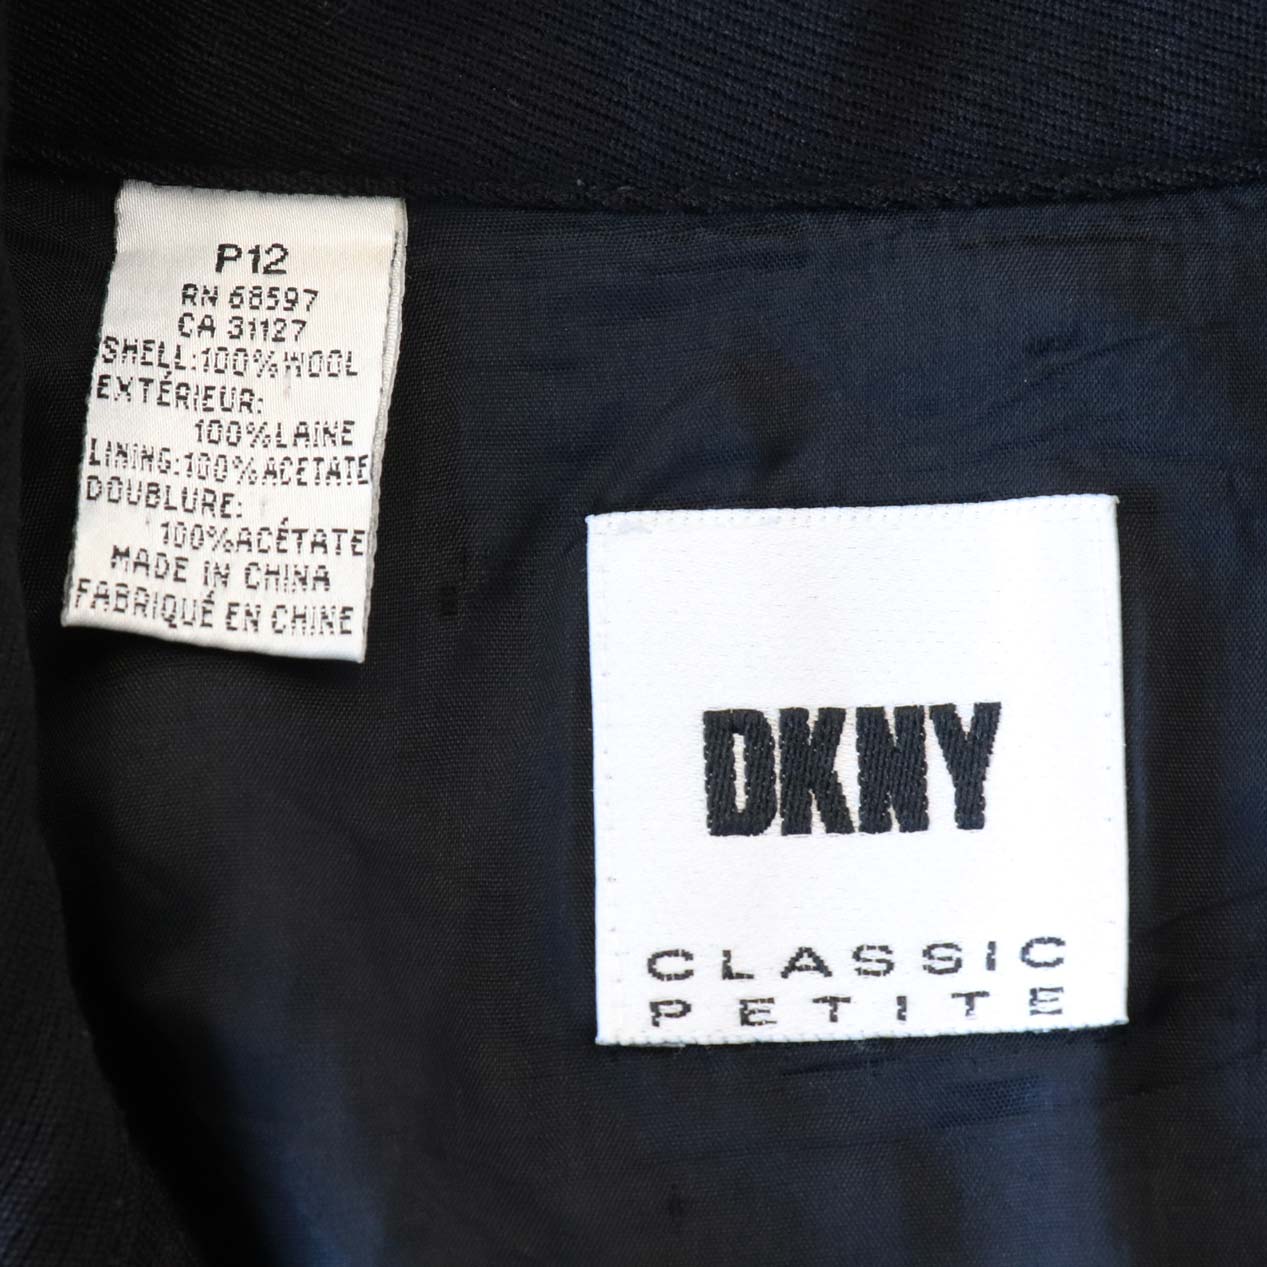 P12
RN 68597
CA 31127
SHELL:100%WOOL
EXTÉRIEUR:
100%LAINE
LINING:100%ACETATE
DOUBLURE:
100%ACÉTATE
MADE IN CHINA
FABRIQUÉ EN CHINE
DKNY
CLASSIC
PETITE